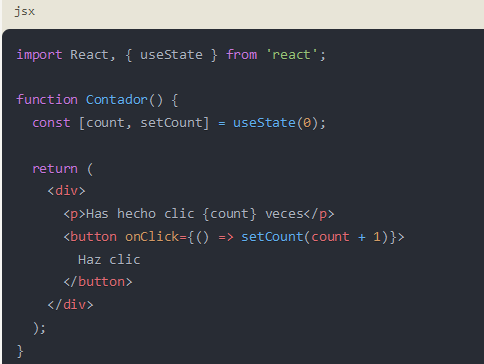 jsx
import React, { useState } from 'react';
function Contador() {
const [count, setCount] = useState(0);
return (
<div>
<p>Has hecho clic {count} veces</p>
<button onClick={() => setCount(count + 1)}>
Haz clic
</button>
</div>
);
}